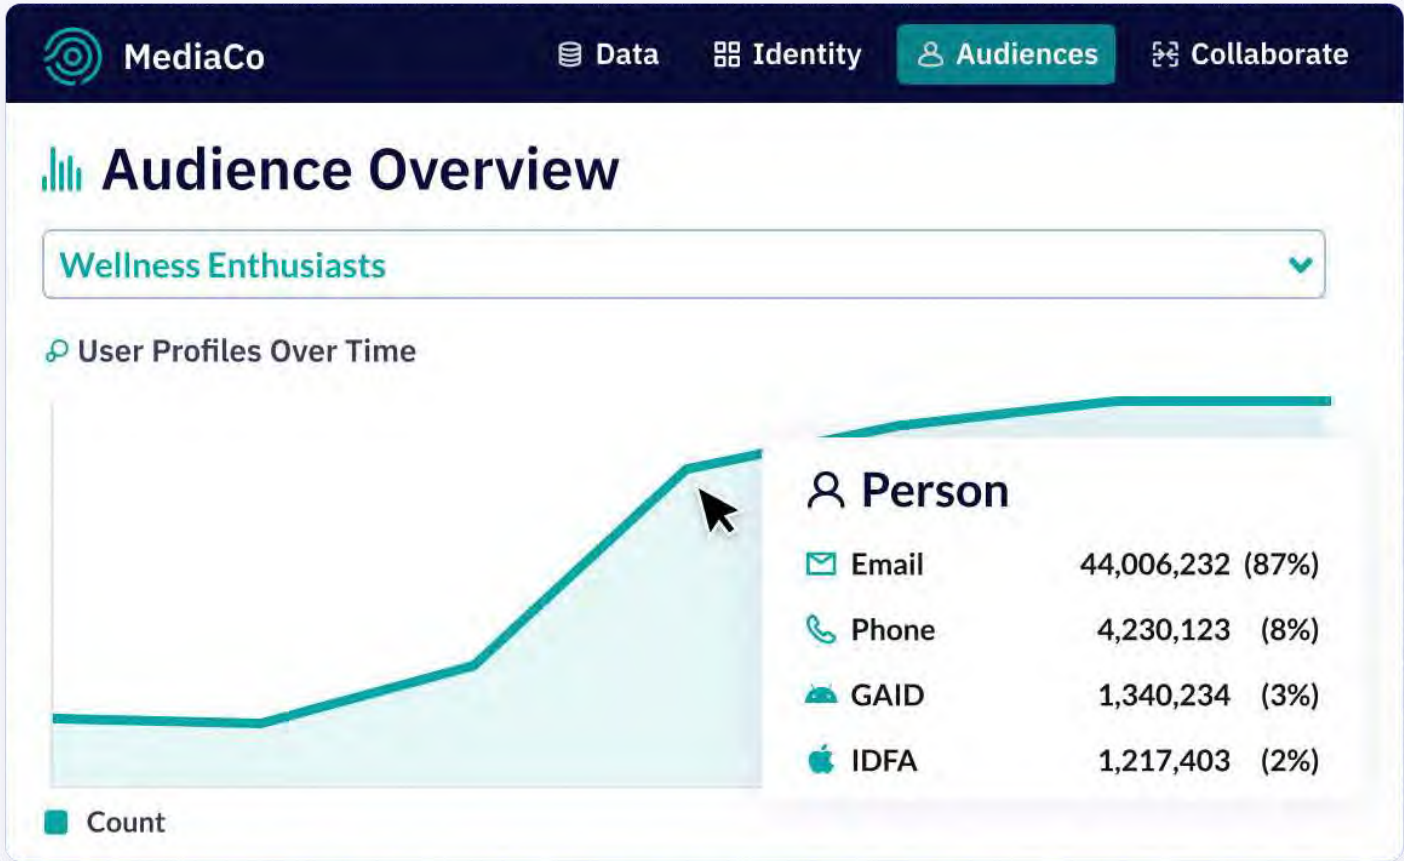 MediaCo Data Identity Audiences Collaborate
Audience Overview
Wellness Enthusiasts
User Profiles Over Time
Person
Email 44,006,232 (87%)
Phone 4,230,123 (8%)
GAID 1,340,234 (3%)
IDFA 1,217,403 (2%)
Count